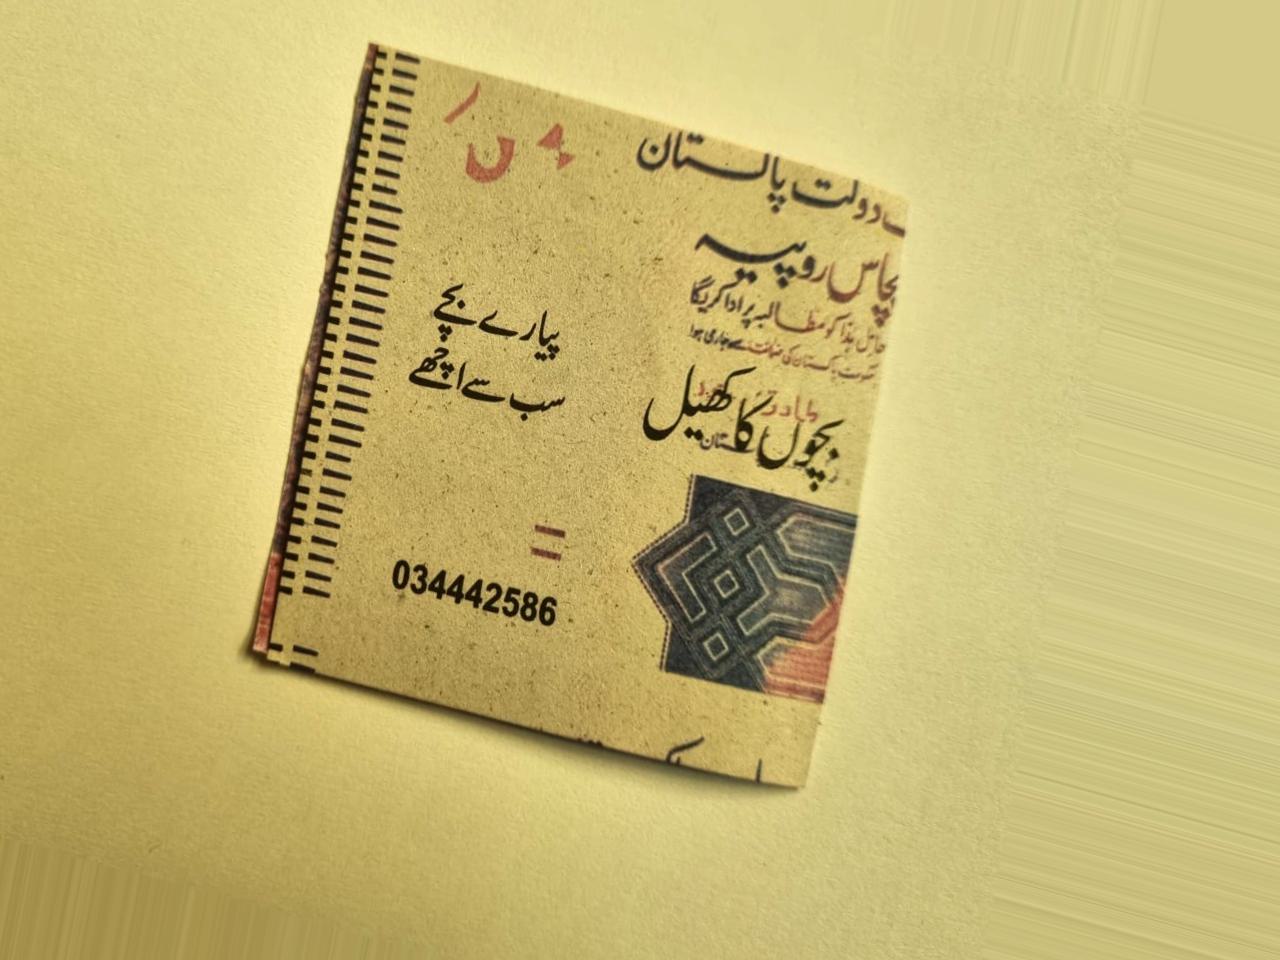 دولت پاکستان
پچاس روپیہ
حامل ہذا کو مطالبہ پر ادا کریگا
حکومت پاکستان کی ضمانت سے جاری ہوا
بچوں کا کھیل
پیارے بچے
سب سے اچھے
034442586